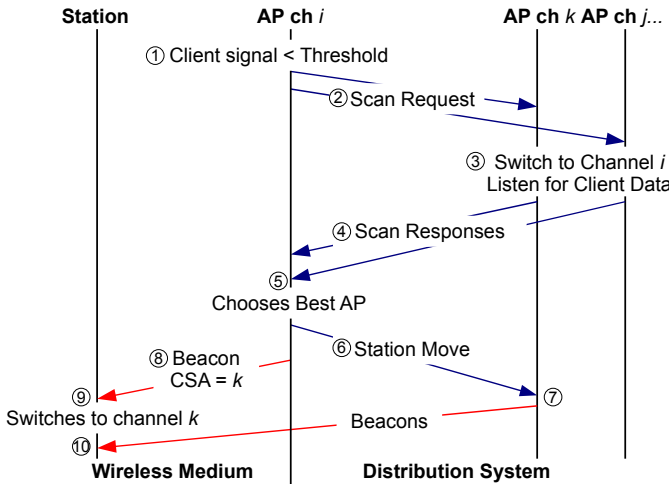 Station AP ch i AP ch k AP ch j...
① Client signal < Threshold
② Scan Request
③ Switch to Channel i
Listen for Client Data
④ Scan Responses
⑤
Chooses Best AP
⑥ Station Move
⑧ Beacon
CSA = k
⑦
⑨
Switches to channel k
Beacons
⑩
Wireless Medium Distribution System